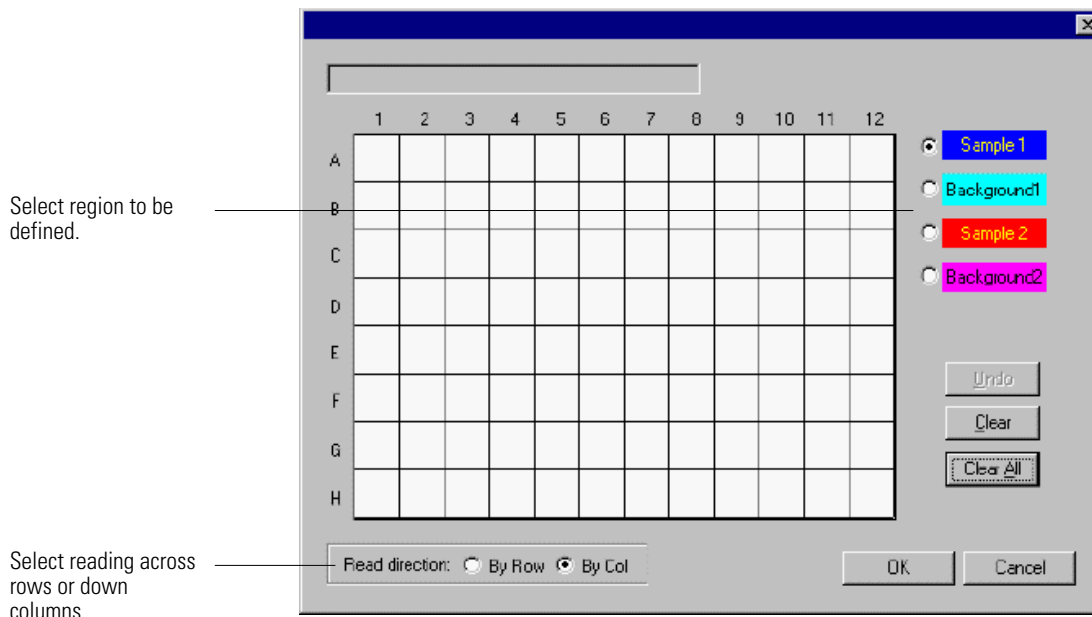 1 2 3 4 5 6 7 8 9 10 11 12
A
B
C
D
E
F
G
H
Sample 1
Background1
Sample 2
Background2
Select region to be
defined.
Undo
Clear
Clear All
Select reading across
rows or down
columns
Read direction: By Row By Col
OK Cancel